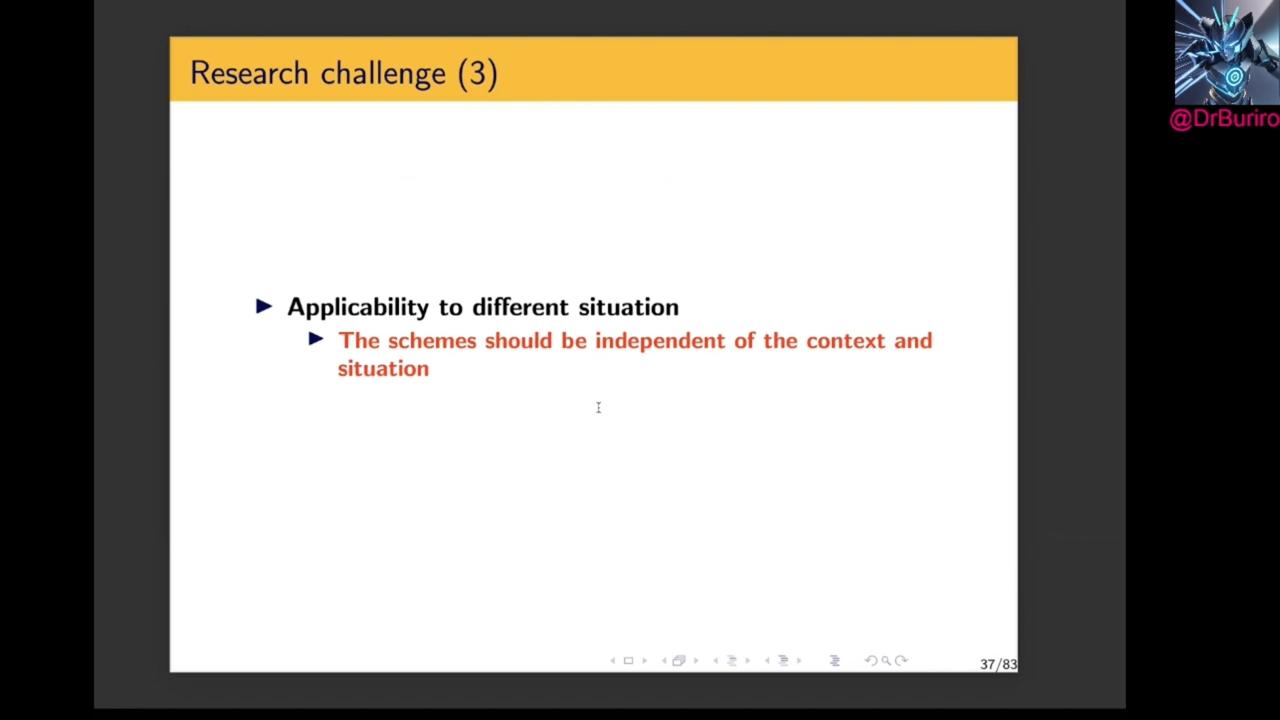 Research challenge (3)
@DrBuriro
Applicability to different situation
The schemes should be independent of the context and
situation
37/83